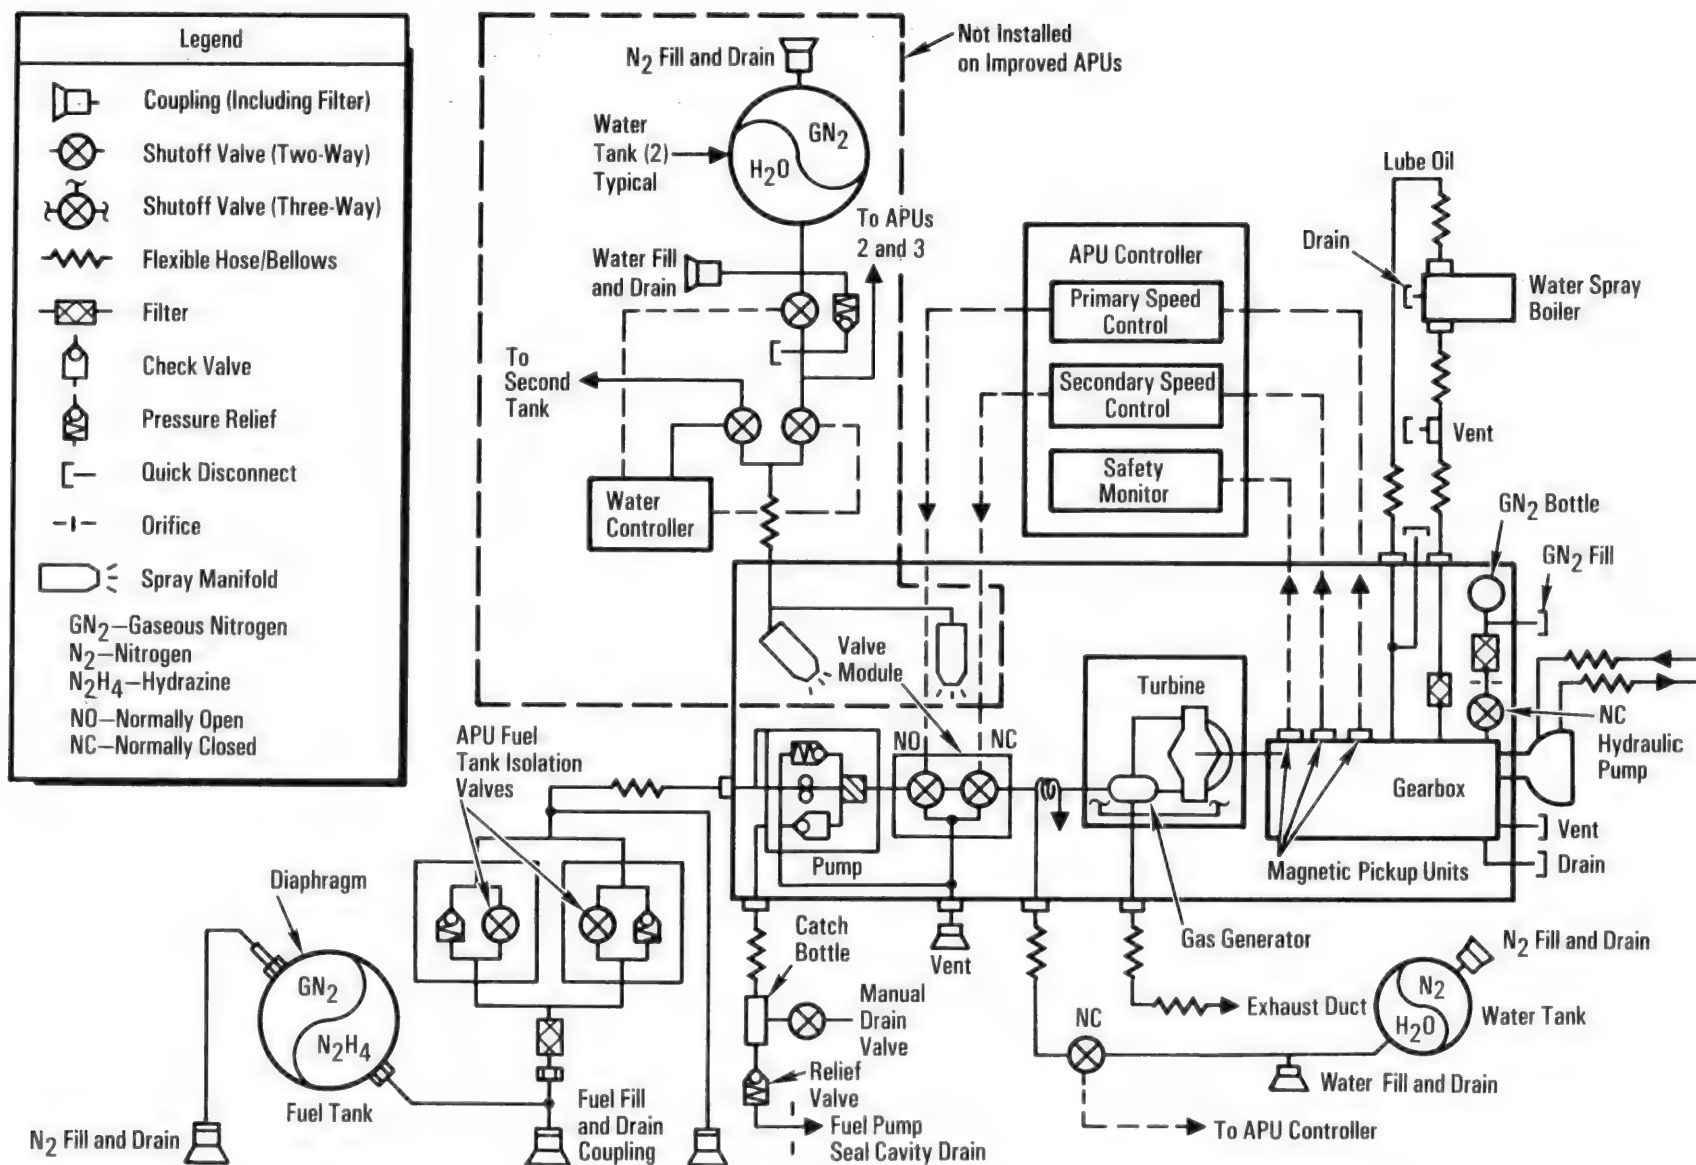 Legend
Coupling (Including Filter)
Shutoff Valve (Two-Way)
Shutoff Valve (Three-Way)
Flexible Hose/Bellows
Filter
Check Valve
Pressure Relief
Quick Disconnect
Orifice
Spray Manifold
GN2—Gaseous Nitrogen
N2—Nitrogen
N2H4—Hydrazine
NO—Normally Open
NC—Normally Closed
N2 Fill and Drain
Not Installed
on Improved APUs
Water
Tank (2)
Typical
GN2
H2O
To APUs
2 and 3
Water Fill
and Drain
To
Second
Tank
Water
Controller
APU Controller
Primary Speed
Control
Secondary Speed
Control
Safety
Monitor
Lube Oil
Drain
Water Spray
Boiler
Vent
GN2 Bottle
GN2 Fill
Valve
Module
Turbine
NO
NC
NC
Hydraulic
Pump
Gearbox
Vent
Drain
Magnetic Pickup Units
Pump
APU Fuel
Tank Isolation
Valves
Diaphragm
GN2
N2H4
Fuel Tank
N2 Fill and Drain
Fuel Fill
and Drain
Coupling
Catch
Bottle
Manual
Drain
Valve
Relief
Valve
Fuel Pump
Seal Cavity Drain
Vent
Gas Generator
Exhaust Duct
NC
N2 Fill and Drain
N2
H2O
Water Tank
Water Fill and Drain
To APU Controller